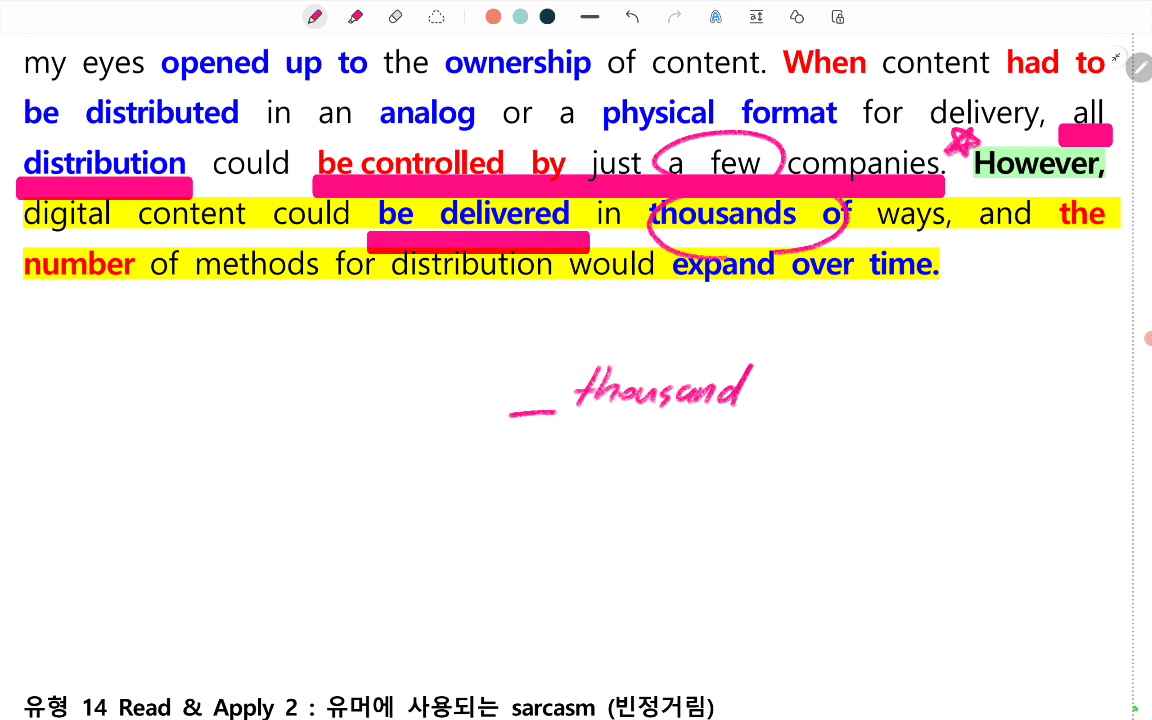 my eyes opened up to the ownership of content. When content had to
be distributed in an analog or a physical format for delivery, all
distribution could be controlled by just a few companies. However,
digital content could be delivered in thousands of ways, and the
number of methods for distribution would expand over time.
_ thousand
유형 14 Read & Apply 2 : 유머에 사용되는 sarcasm (빈정거림)